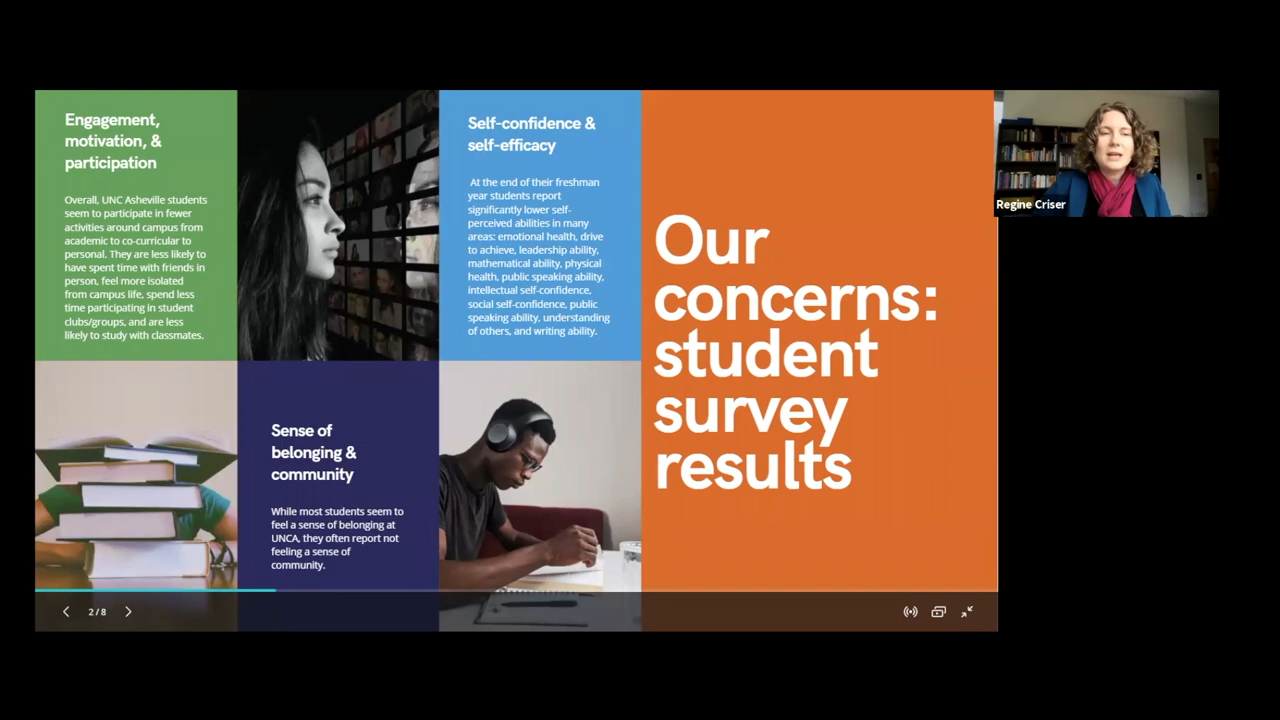 Engagement,
motivation, &
participation
Overall, UNC Asheville students
seem to participate in fewer
activities around campus from
academic to co-curricular to
personal. They are less likely to
have spent time with friends in
person, feel more isolated
from campus life, spend less
time participating in student
clubs/groups, and are less
likely to study with classmates.
Self-confidence &
self-efficacy
At the end of their freshman
year students report
significantly lower self-
perceived abilities in many
areas: emotional health, drive
to achieve, leadership ability,
mathematical ability, physical
health, public speaking ability,
intellectual self-confidence,
social self-confidence, public
speaking ability, understanding
of others, and writing ability.
Sense of
belonging &
community
While most students seem to
feel a sense of belonging at
UNCA, they often report not
feeling a sense of
community.
Our
concerns:
student
survey
results
Regine Criser
2/8